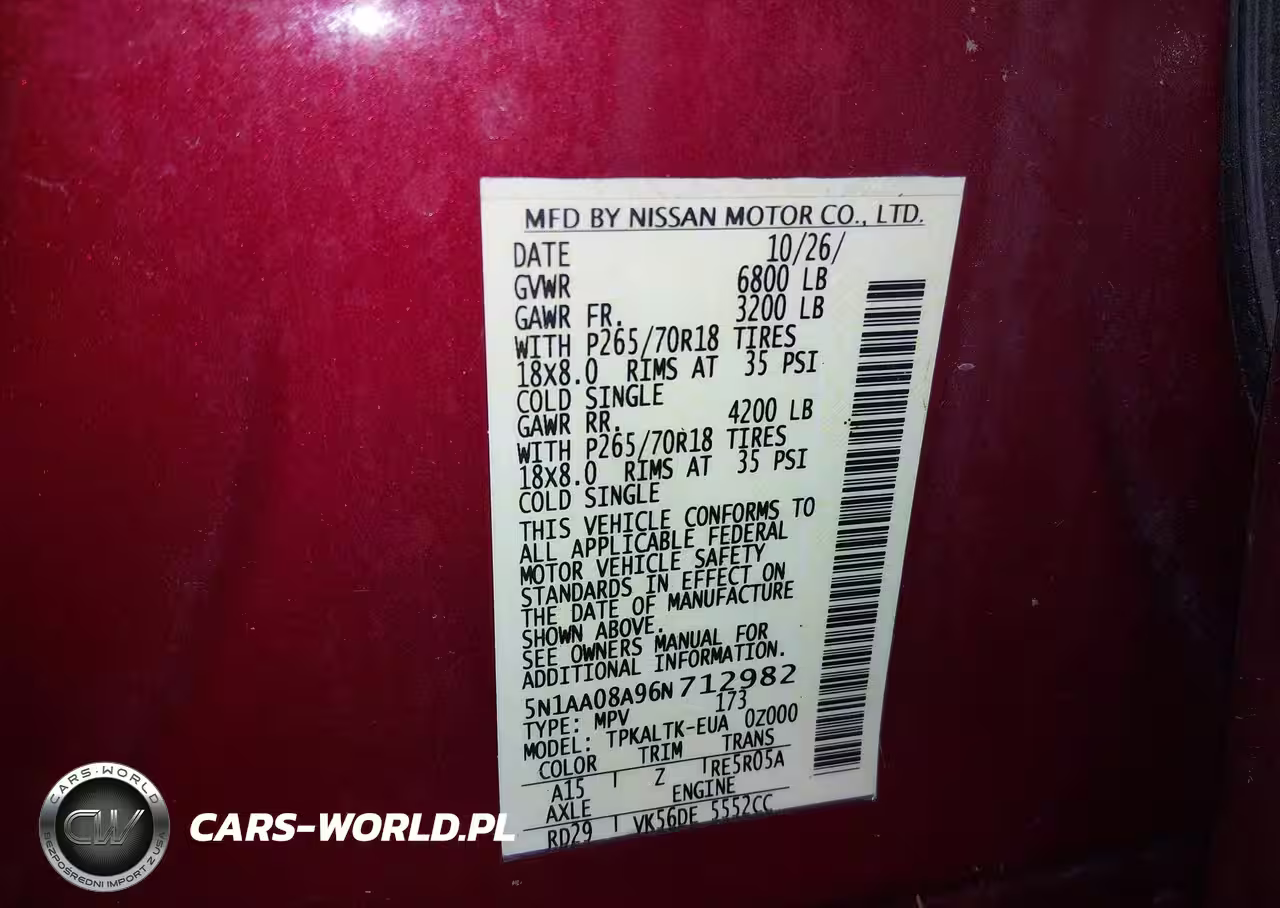 MFD BY NISSAN MOTOR CO., LTD.
DATE 10/26/
GVWR 6800 LB
GAWR FR. 3200 LB
WITH P265/70R18 TIRES
18X8.0 RIMS AT 35 PSI
COLD SINGLE
GAWR RR. 4200 LB
WITH P265/70R18 TIRES
18X8.0 RIMS AT 35 PSI
COLD SINGLE
THIS VEHICLE CONFORMS TO
ALL APPLICABLE FEDERAL
MOTOR VEHICLE SAFETY
STANDARDS IN EFFECT ON
THE DATE OF MANUFACTURE
SHOWN ABOVE.
SEE OWNERS MANUAL FOR
ADDITIONAL INFORMATION.
5N1AA08A96N712982
TYPE: MPV 173
MODEL: TPKALTK-EUA 0Z000
COLOR TRIM TRANS
A15 Z RE5R05A
AXLE ENGINE
RD29 VK56DE 5552CC
CARS-WORLD
CW
BEZPOŚREDNI IMPORT Z USA
CARS-WORLD.PL